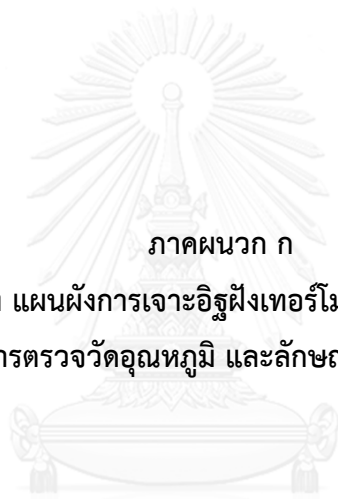 ภาคผนวก ก
แผนผังการเจาะอิฐฝังเทอร์โม
ารตรวจวัดอุณหภูมิ และลักษณ